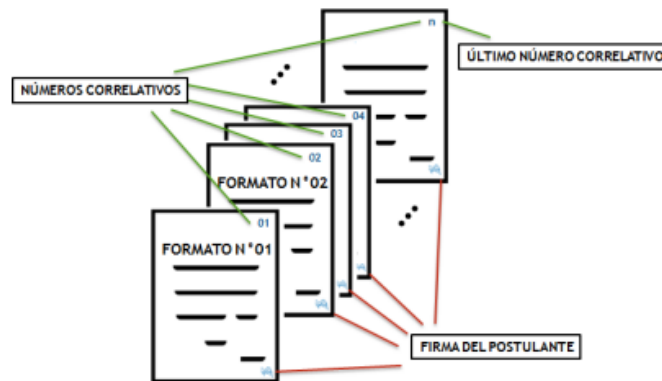 n
ÚLTIMO NÚMERO CORRELATIVO
NÚMEROS CORRELATIVOS
04
03
02
FORMATO N°02
01
FORMATO N°01
FIRMA DEL POSTULANTE